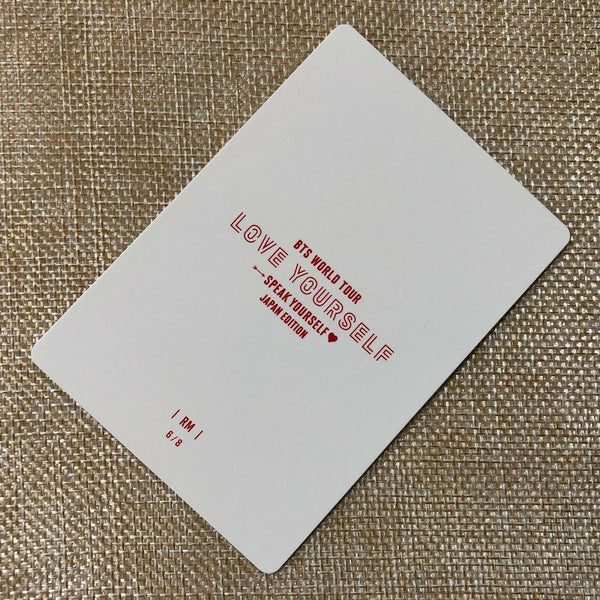 BTS WORLD TOUR
LOVE YOURSELF
SPEAK YOURSELF♥
JAPAN EDITION
| RM |
6/8